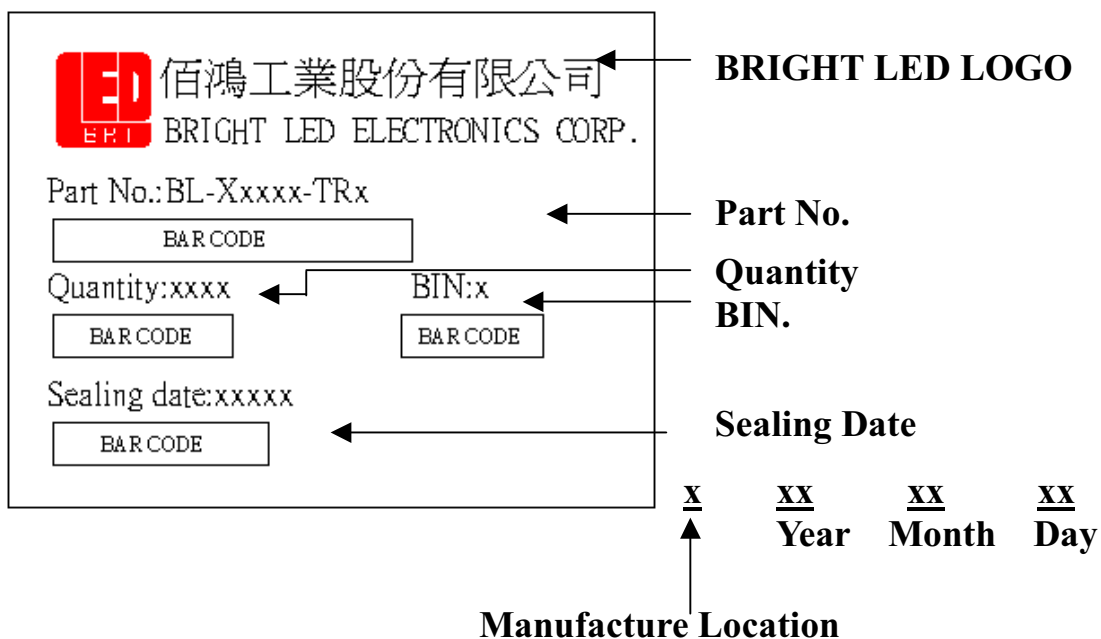 LED
佰鴻工業股份有限公司
BRIGHT LED LOGO
BRT
BRIGHT LED ELECTRONICS CORP.
Part No.:BL-Xxxxx-TRx
Part No.
BAR CODE
Quantity:xxxx
BIN:x
Quantity
BIN.
BAR CODE
BAR CODE
Sealing date:xxxxx
Sealing Date
BAR CODE
x xx xx xx
Year Month Day
Manufacture Location